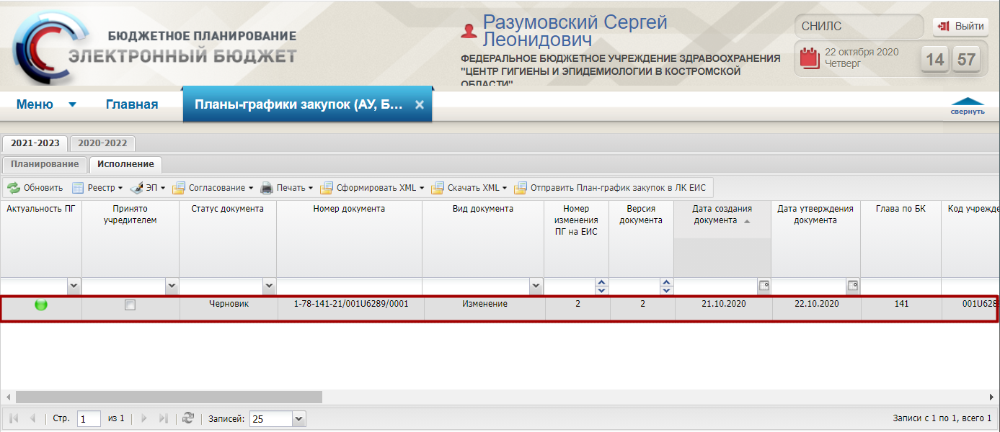 БЮДЖЕТНОЕ ПЛАНИРОВАНИЕ
ЭЛЕКТРОННЫЙ БЮДЖЕТ
Разумовский Сергей
Леонидович
ФЕДЕРАЛЬНОЕ БЮДЖЕТНОЕ УЧРЕЖДЕНИЕ ЗДРАВООХРАНЕНИЯ
"ЦЕНТР ГИГИЕНЫ И ЭПИДЕМИОЛОГИИ В КОСТРОМСКОЙ
ОБЛАСТИ"
СНИЛС
Выйти
22 октября 2020
Четверг
14 57
Меню Главная Планы-графики закупок (АУ, Б... ×
свернуть
2021-2023 2020-2022
Планирование Исполнение
Обновить Реестр ЭП Согласование Печать Сформировать XML Скачать XML Отправить План-график закупок в ЛК ЕИС
Актуальность ПГ Принято Статус документа Номер документа Вид документа Номер Версия Дата создания Дата утверждения Глава по БК Код учрежде
учредителем изменения документа документа документа
ПГ на ЕИС
Черновик 1-78-141-21/001U6289/0001 Изменение 2 2 21.10.2020 22.10.2020 141 001U628
Стр. 1 из 1 Записей: 25 Записи с 1 по 1, всего 1